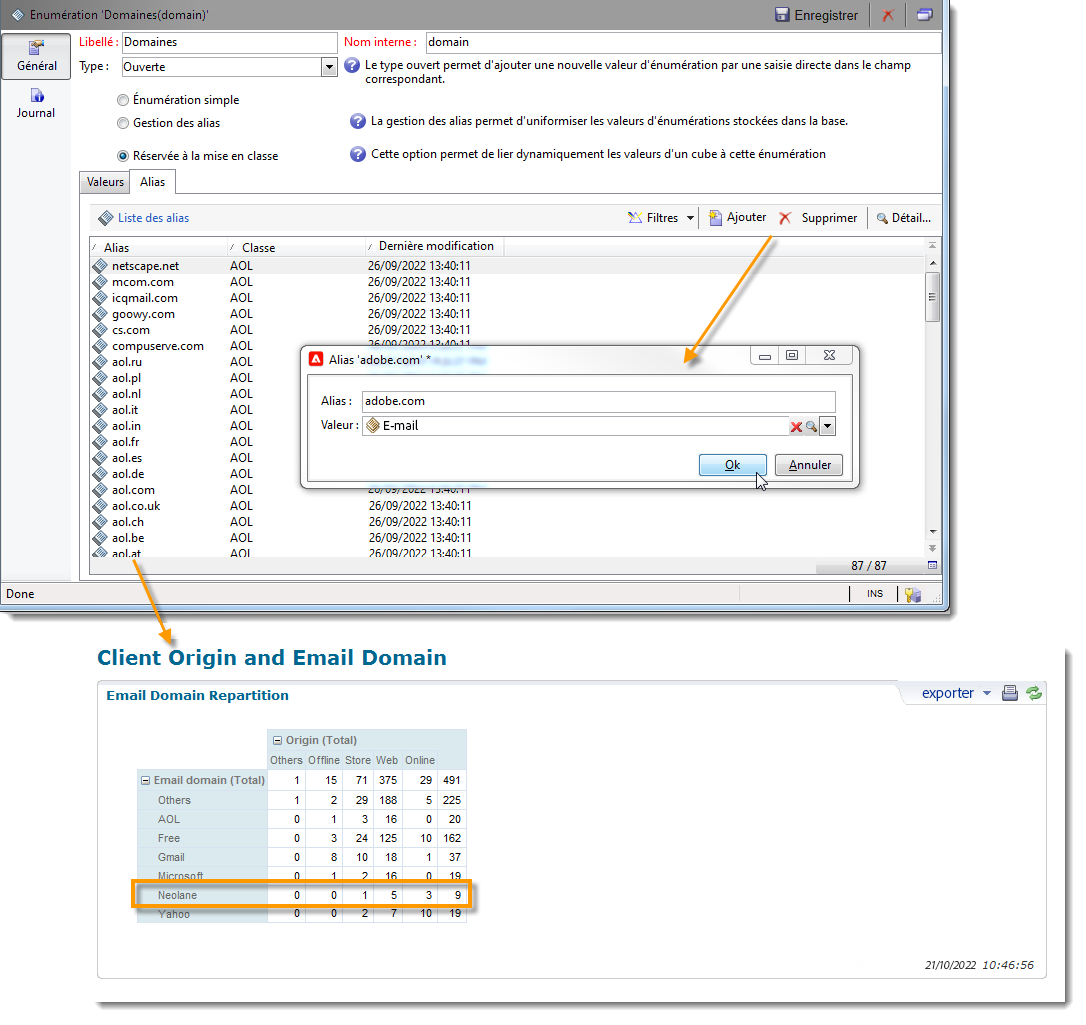 Enumération 'Domaines(domain)'
Enregistrer
Général
Journal
Libellé : Domaines Nom interne : domain
Type : Ouverte Le type ouvert permet d'ajouter une nouvelle valeur d'énumération par une saisie directe dans le champ
correspondant.
Énumération simple
Gestion des alias La gestion des alias permet d'uniformiser les valeurs d'énumérations stockées dans la base.
Réservée à la mise en classe Cette option permet de lier dynamiquement les valeurs d'un cube à cette énumération
Valeurs Alias
Liste des alias Filtres Ajouter Supprimer Détail...
Alias Classe Dernière modification
netscape.net AOL 26/09/2022 13:40:11
mcom.com AOL 26/09/2022 13:40:11
icqmail.com AOL 26/09/2022 13:40:11
goowy.com AOL 26/09/2022 13:40:11
cs.com AOL 26/09/2022 13:40:11
compuserve.com AOL 26/09/2022 13:40:11
aol.ru AOL
aol.pl AOL
aol.nl AOL
aol.it AOL
aol.in AOL
aol.fr AOL
aol.es AOL
aol.de AOL
aol.com AOL 26/09/2022 13:40:11
aol.co.uk AOL 26/09/2022 13:40:11
aol.ch AOL 26/09/2022 13:40:11
aol.be AOL 26/09/2022 13:40:11
aol.at AOL 26/09/2022 13:40:11
Alias 'adobe.com' *
Alias : adobe.com
Valeur : E-mail
Ok Annuler
87 / 87
Done INS
Client Origin and Email Domain
Email Domain Repartition exporter
Origin (Total)
Others Offline Store Web Online
Email domain (Total) 1 15 71 375 29 491
Others 1 2 29 188 5 225
AOL 0 1 3 16 0 20
Free 0 3 24 125 10 162
Gmail 0 8 10 18 1 37
Microsoft 0 1 2 16 0 19
Neolane 0 0 1 5 3 9
Yahoo 0 0 2 7 10 19
21/10/2022 10:46:56